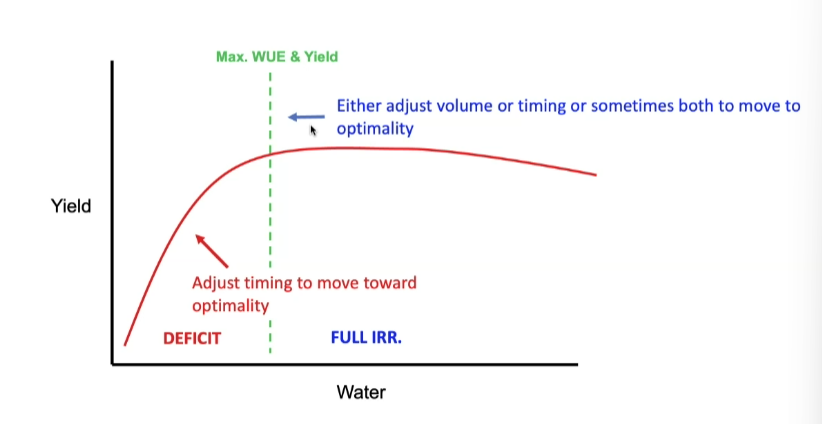 Max. WUE & Yield
Either adjust volume or timing or sometimes both to move to
optimality
Yield
Adjust timing to move toward
optimality
DEFICIT
FULL IRR.
Water